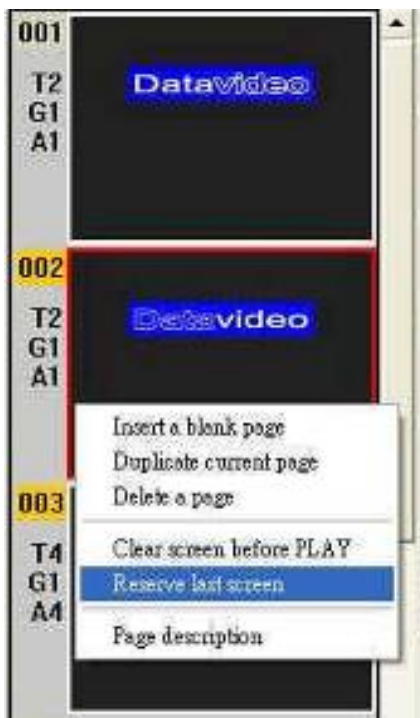 001
T2
G1
A1
Datavideo
002
T2
G1
A1
Datavideo
Insert a blank page
Duplicate current page
Delete a page
003
Clear screen before PLAY
T4
G1
A4
Reserve last screen
Page description